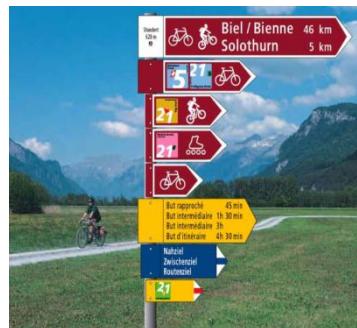 Standort
520 m
Biel / Bienne 46 km
Solothurn 5 km
5 21
21
21
But rapproché 45 min
But intermédiaire 1h 30 min
But intermédiaire 3h
But d'itinéraire 4h 30 min
Nahziel
Zwischenziel
Routenziel
21